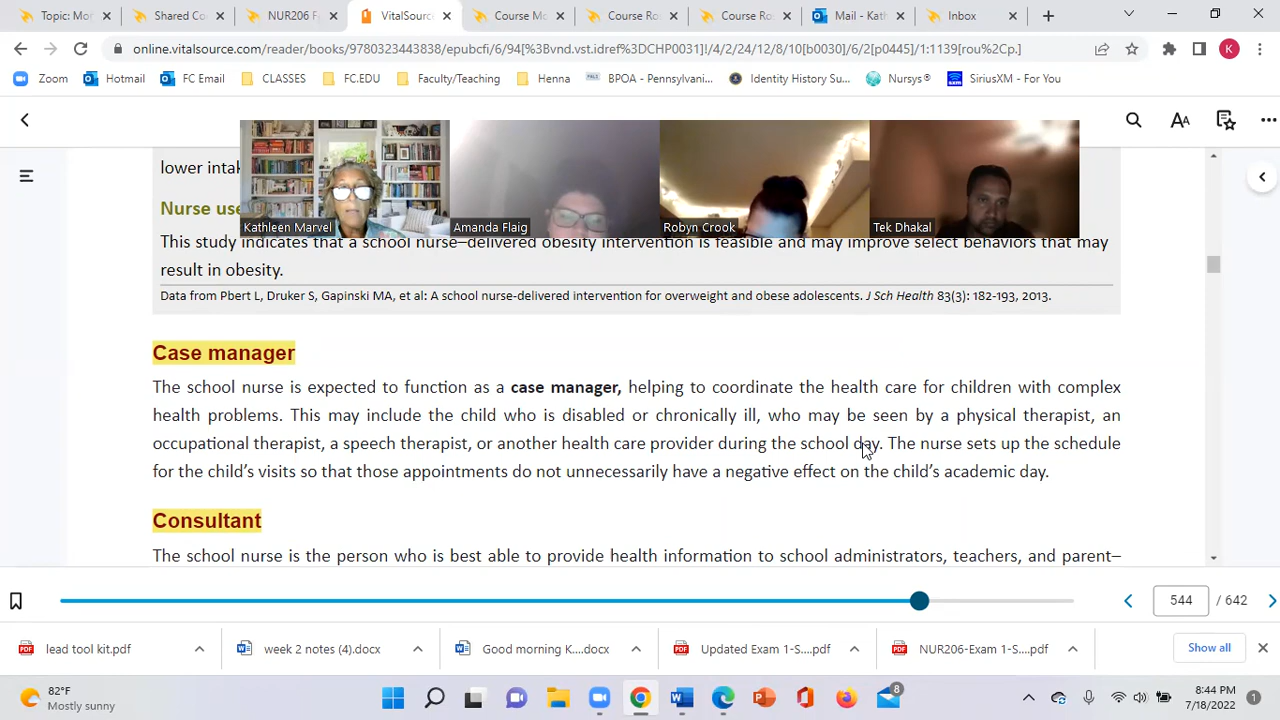 Topic: Mor
Shared Co
NUR206 F
VitalSource
Course Mo
Course Ro
Course Ro
Mail - Kath
Inbox
online.vitalsource.com/reader/books/9780323443838/epubcfi/6/94[%3Bvnd.vst.idref%3DCHP0031]!/4/2/24/12/8/10[b0030]/6/2[p0445]/1:1139[rou%2Cp.]
K
Zoom
Hotmail
FC Email
CLASSES
FC.EDU
Faculty/Teaching
Henna
BPOA - Pennsylvani...
Identity History Su...
Nursys®
SiriusXM - For You
lower intak
Nurse use
Kathleen Marvel
Amanda Flaig
Robyn Crook
Tek Dhakal
This study indicates that a school nurse–delivered obesity intervention is feasible and may improve select behaviors that may
result in obesity.
Data from Pbert L, Druker S, Gapinski MA, et al: A school nurse-delivered intervention for overweight and obese adolescents. J Sch Health 83(3): 182-193, 2013.
Case manager
The school nurse is expected to function as a case manager, helping to coordinate the health care for children with complex
health problems. This may include the child who is disabled or chronically ill, who may be seen by a physical therapist, an
occupational therapist, a speech therapist, or another health care provider during the school day. The nurse sets up the schedule
for the child's visits so that those appointments do not unnecessarily have a negative effect on the child's academic day.
Consultant
The school nurse is the person who is best able to provide health information to school administrators, teachers, and parent–
544 / 642
lead tool kit.pdf
week 2 notes (4).docx
Good morning K....docx
Updated Exam 1-S....pdf
NUR206-Exam 1-S....pdf
Show all
82°F
Mostly sunny
8
8:44 PM
7/18/2022
1